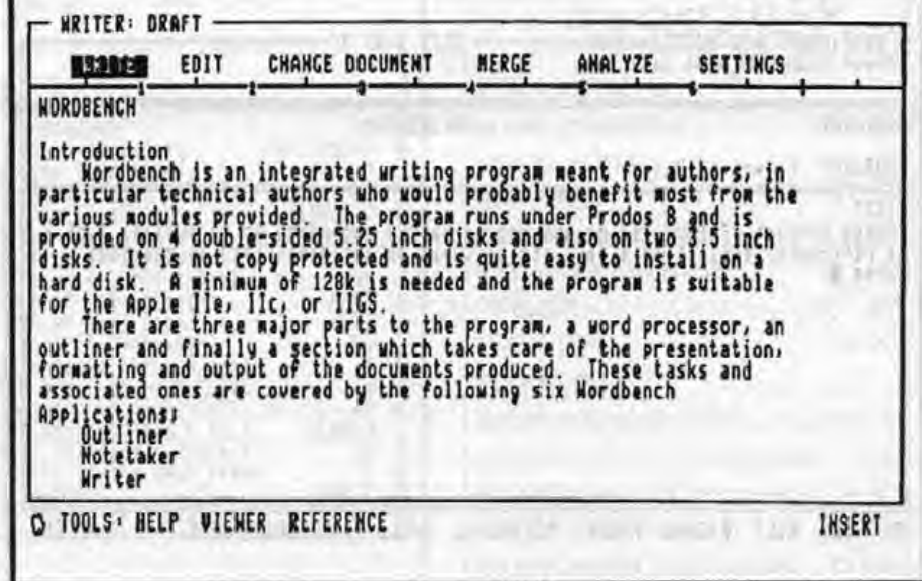 WRITER: DRAFT
EDIT CHANGE DOCUMENT MERGE ANALYZE SETTINGS
WORDBENCH
Introduction
Wordbench is an integrated writing program meant for authors, in
particular technical authors who would probably benefit most from the
various modules provided. The program runs under Prodos 8 and is
provided on 4 double-sided 5.25 inch disks and also on two 3.5 inch
disks. It is not copy protected and is quite easy to install on a
hard disk. A minimum of 128k is needed and the program is suitable
for the Apple IIe, IIc, or IIGS.
There are three major parts to the program, a word processor, an
outliner and finally a section which takes care of the presentation,
formatting and output of the documents produced. These tasks and
associated ones are covered by the following six Wordbench
Applications:
Outliner
Notetaker
Writer
TOOLS: HELP VIEWER REFERENCE INSERT